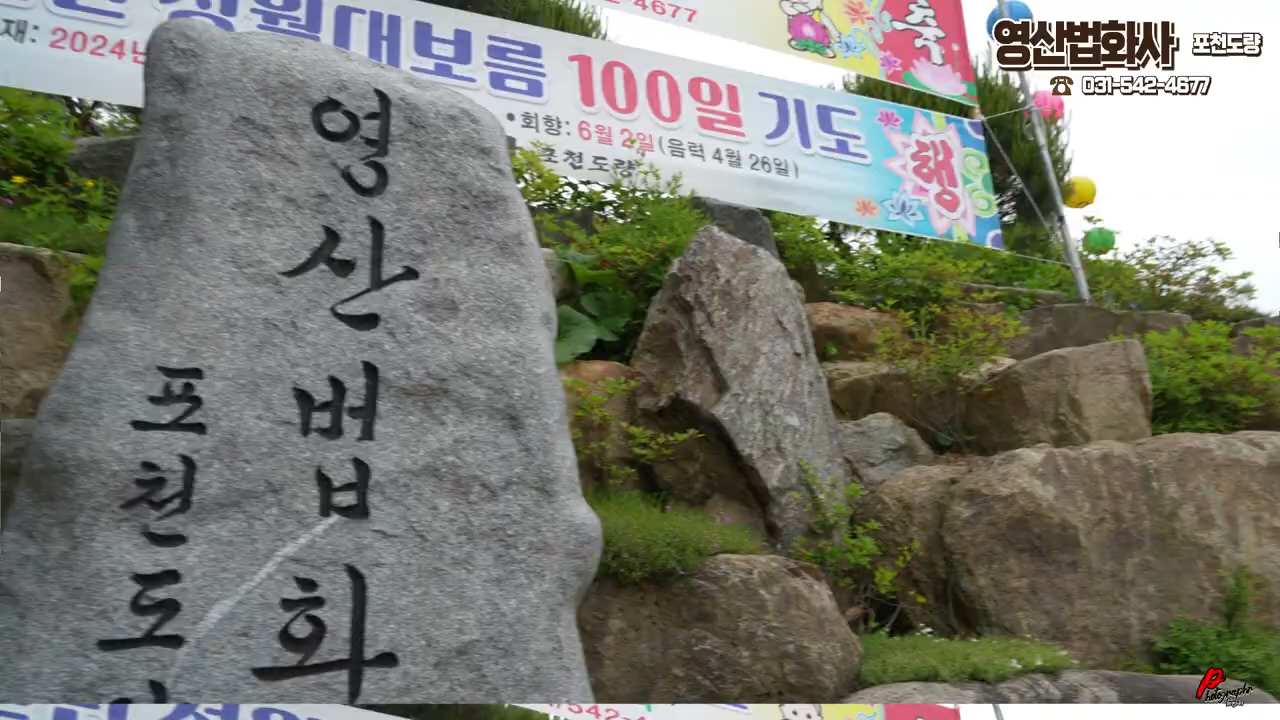 2-4677
축
영산법화사 포천도량
☎ 031-542-4677
정월대보름 100일 기도
재: 2024년
•회향: 6월 2일(음력 4월 26일)
포천도량
행
영산법화
포천도
Photographr